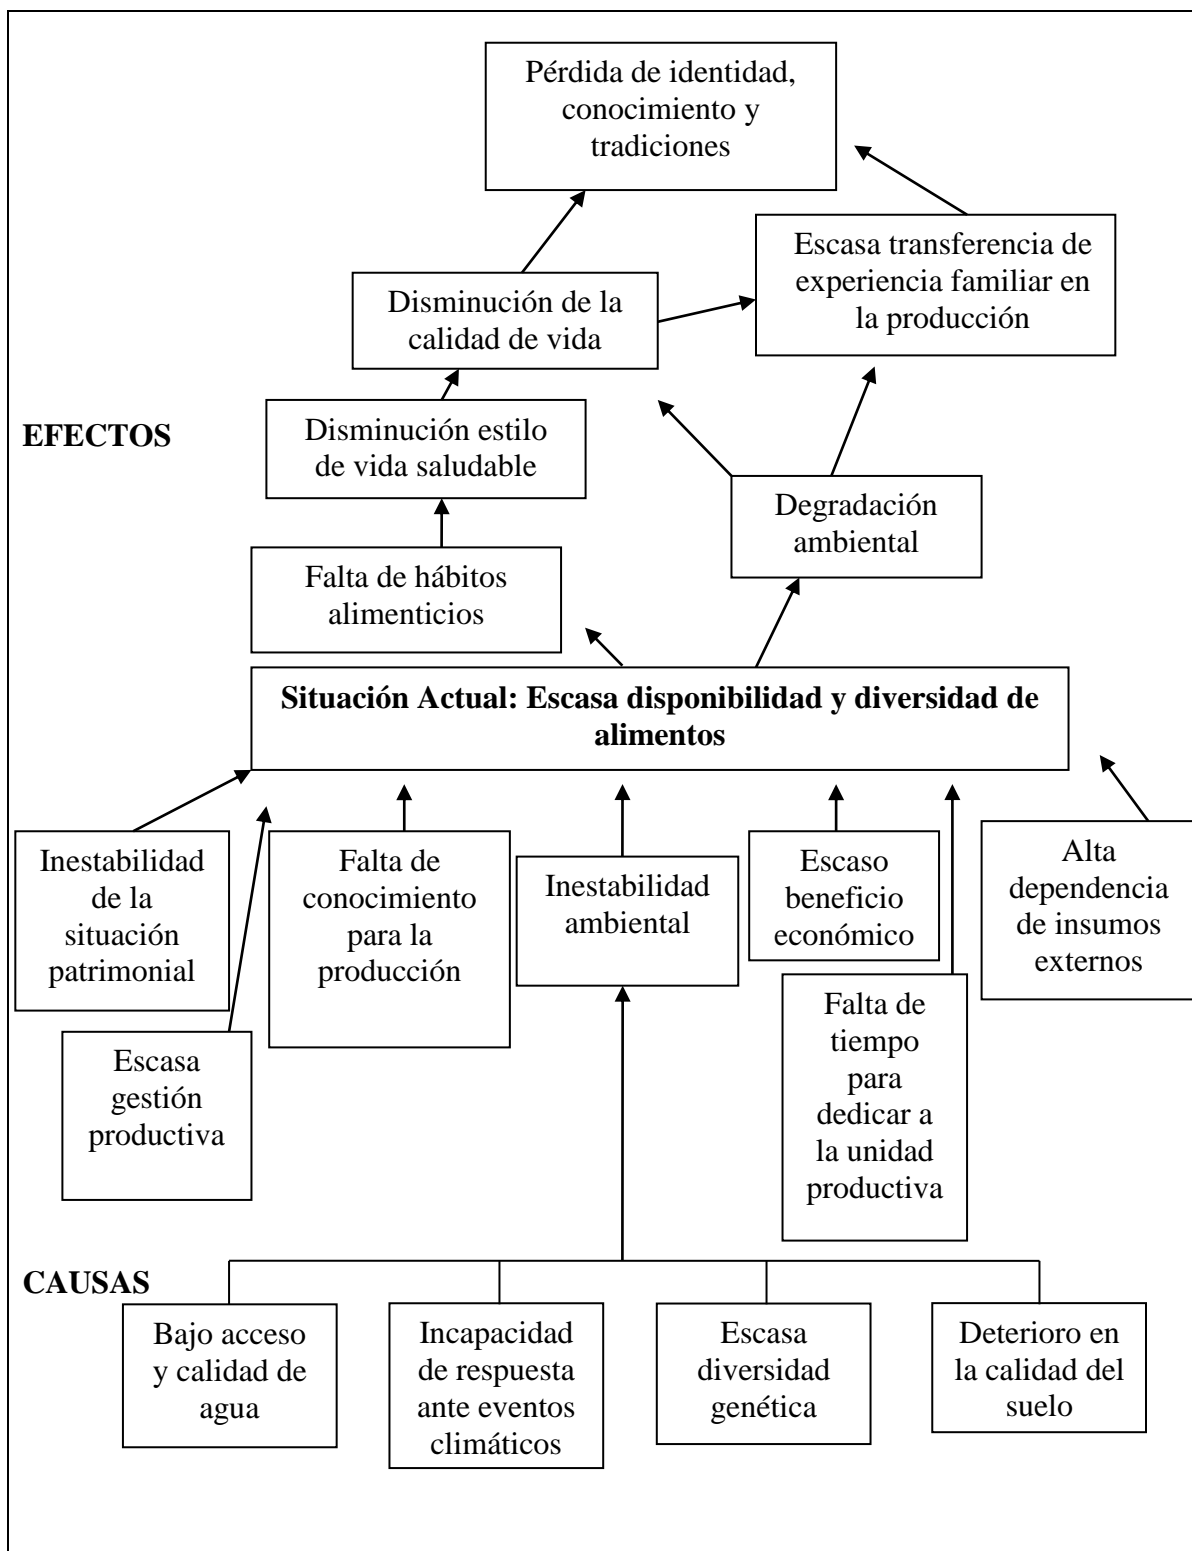 Pérdida de identidad,
conocimiento y
tradiciones
Escasa transferencia de
experiencia familiar en
la producción
Disminución de la
calidad de vida
EFECTOS
Disminución estilo
de vida saludable
Degradación
ambiental
Falta de hábitos
alimenticios
Situación Actual: Escasa disponibilidad y diversidad de
alimentos
Inestabilidad
de la
situación
patrimonial
Falta de
conocimiento
para la
producción
Inestabilidad
ambiental
Escaso
beneficio
económico
Alta
dependencia
de insumos
externos
Escasa
gestión
productiva
Falta de
tiempo
para
dedicar a
la unidad
productiva
CAUSAS
Bajo acceso
y calidad de
agua
Incapacidad
de respuesta
ante eventos
climáticos
Escasa
diversidad
genética
Deterioro en
la calidad del
suelo